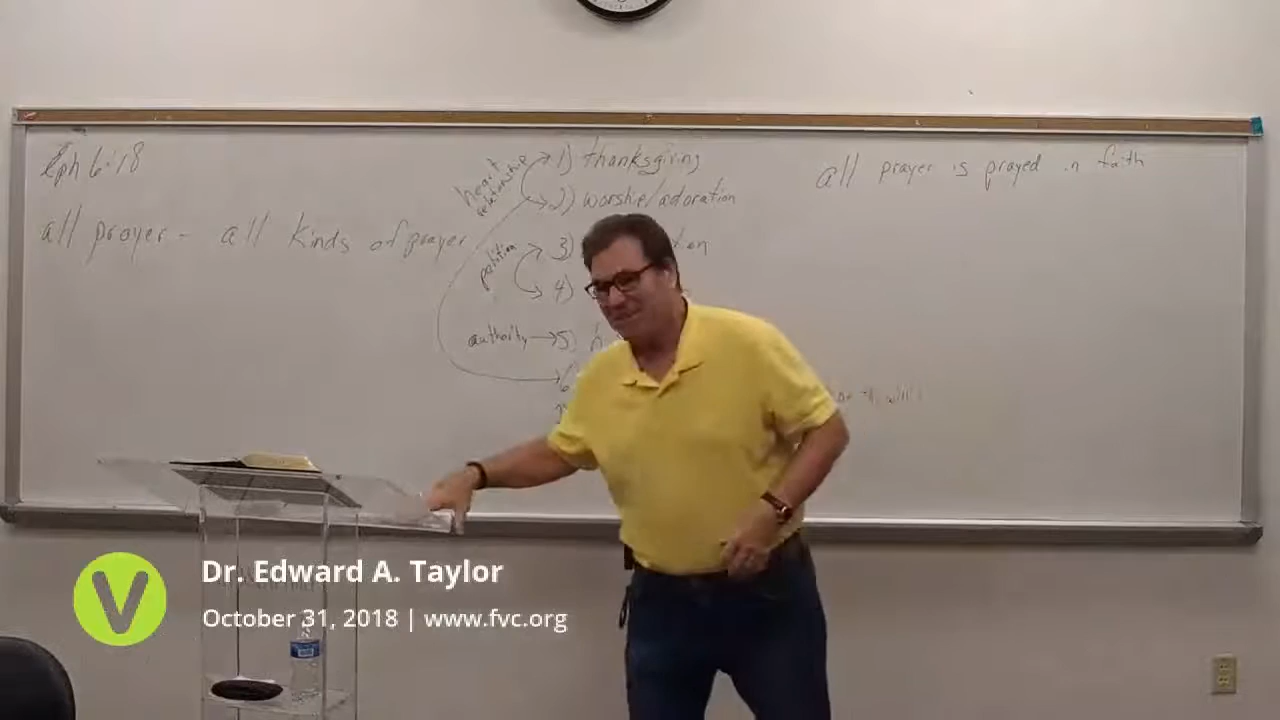 Eph 6:18
all prayer - all kinds of prayer
heart
relationship
1) thanksgiving
2) worship/adoration
petition
3)
4)
authority → 5)
all prayer is prayed in faith
V
Dr. Edward A. Taylor
October 31, 2018 | www.fvc.org